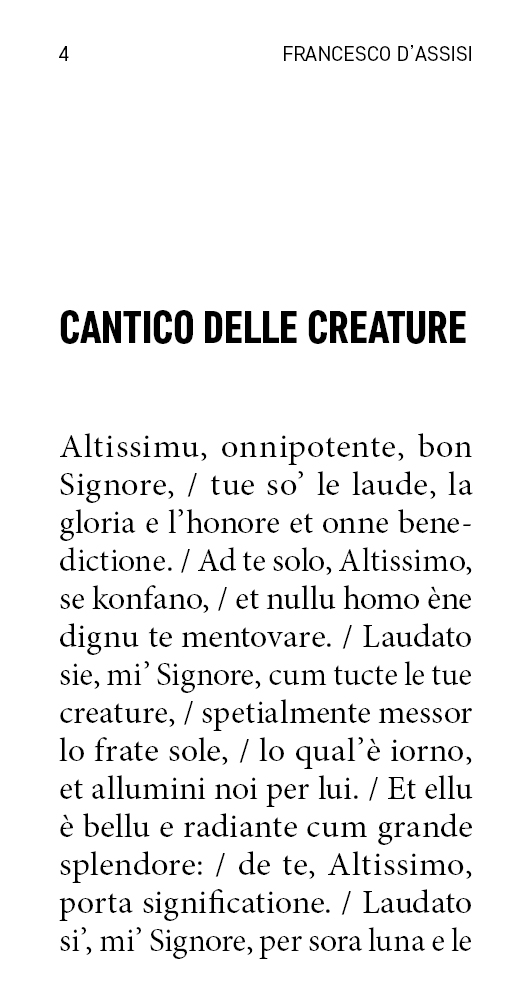 4 FRANCESCO D’ASSISI
CANTICO DELLE CREATURE
Altissimu, onnipotente, bon
Signore, / tue so’ le laude, la
gloria e l’honore et onne bene-
dictione. / Ad te solo, Altissimo,
se konfano, / et nullu homo ène
dignu te mentovare. / Laudato
sie, mi’ Signore, cum tucte le tue
creature, / spetialmente messor
lo frate sole, / lo qual’è iorno,
et allumini noi per lui. / Et ellu
è bellu e radiante cum grande
splendore: / de te, Altissimo,
porta significatione. / Laudato
si’, mi’ Signore, per sora luna e le